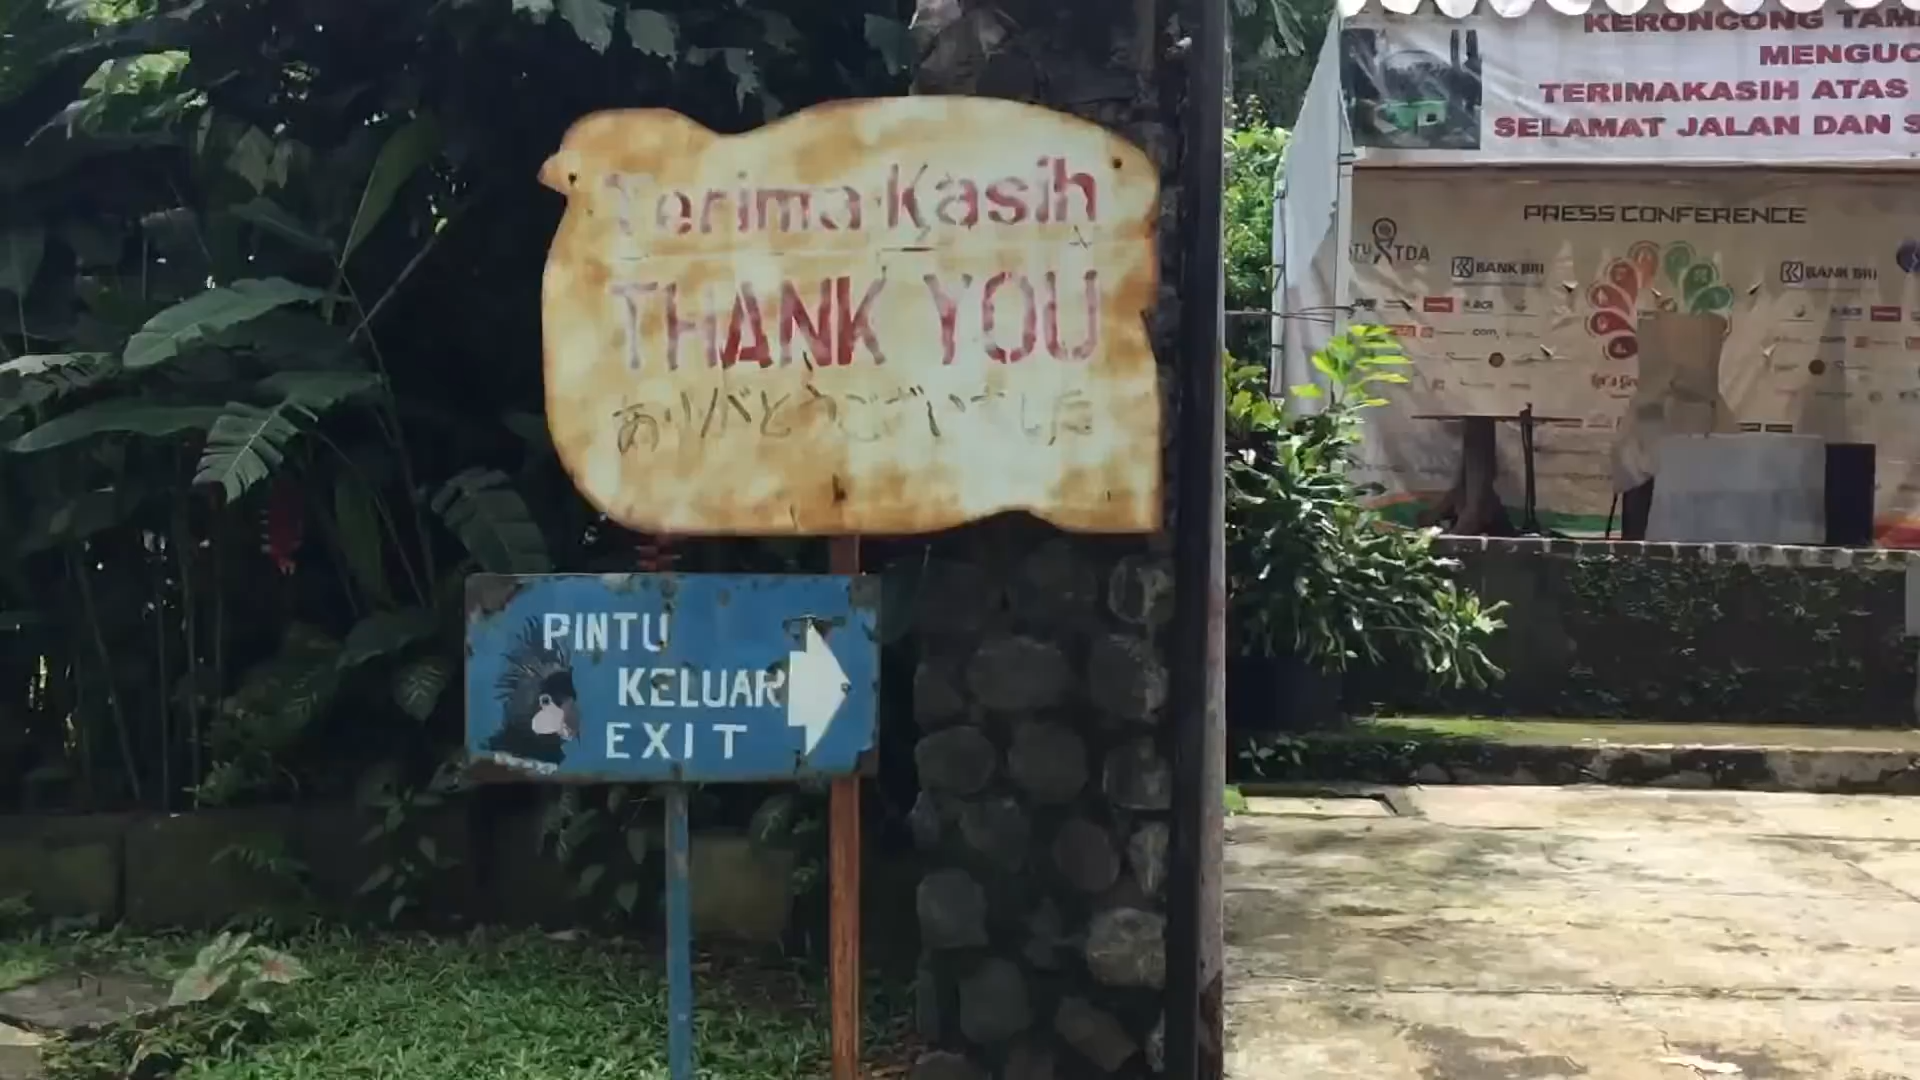 Terima Kasih
THANK YOU
ありがとうございました
PINTU
KELUAR
EXIT
KERONCONG
MENGUC
TERIMAKASIH ATAS
SELAMAT JALAN DAN S
PRESS CONFERENCE
TDA
BANK BRI
BANK BRI